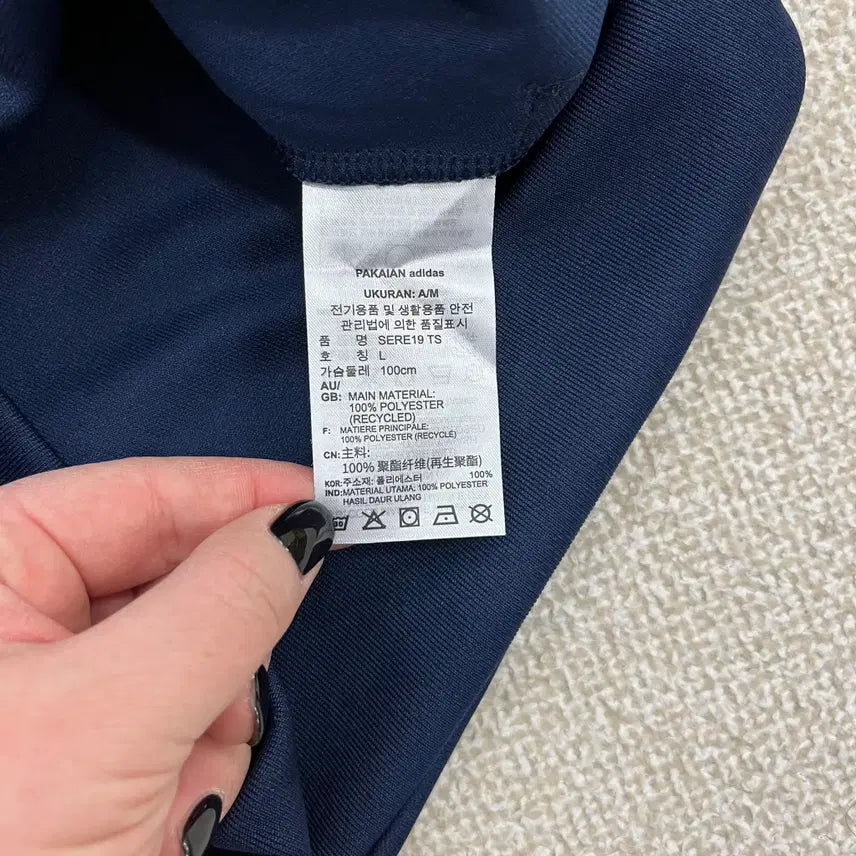 PAKAIAN adidas
UKURAN: A/M
전기용품 및 생활용품 안전
관리법에 의한 품질표시
품 명 SERE19 TS
호 칭 L
가슴둘레 100cm
AU/
GB: MAIN MATERIAL:
100% POLYESTER
(RECYCLED)
F: MATIERE PRINCIPALE:
100% POLYESTER (RECYCLE)
CN: 主料:
100% 聚酯纤维(再生聚酯)
KOR: 주소재: 폴리에스터 100%
IND: MATERIAL UTAMA: 100% POLYESTER
HASIL DAUR ULANG